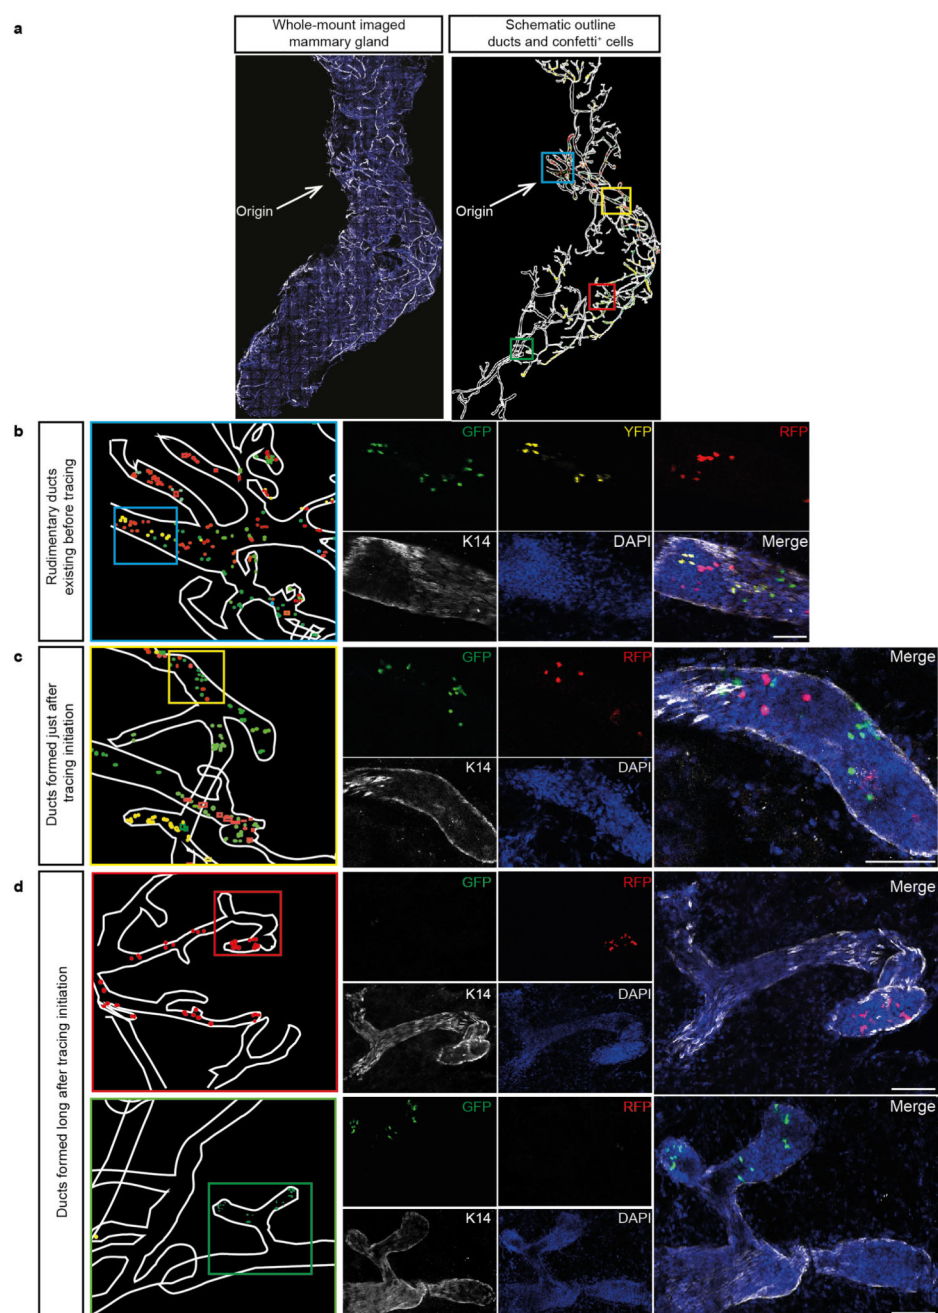 a
Whole-mount imaged
mammary gland
Schematic outline
ducts and confetti⁺ cells
Origin
Origin
b
Rudimentary ducts
existing before tracing
GFP
YFP
RFP
K14
DAPI
Merge
c
Ducts formed just after
tracing initiation
GFP
RFP
Merge
K14
DAPI
d
Ducts formed long after tracing initiation
GFP
RFP
Merge
K14
DAPI
GFP
RFP
Merge
K14
DAPI